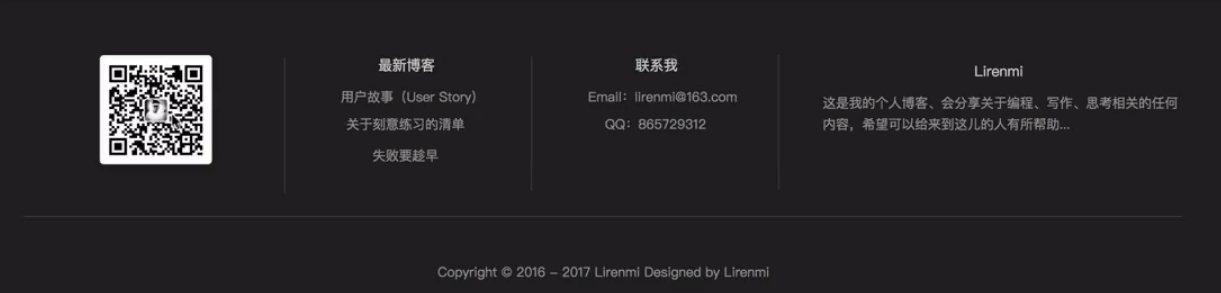 最新博客
用户故事（User Story）
关于刻意练习的清单
失败要趁早
联系我
Email：lirenmi@163.com
QQ：865729312
Lirenmi
这是我的个人博客、会分享关于编程、写作、思考相关的任何
内容，希望可以给来到这儿的人有所帮助...
Copyright © 2016 - 2017 Lirenmi Designed by Lirenmi